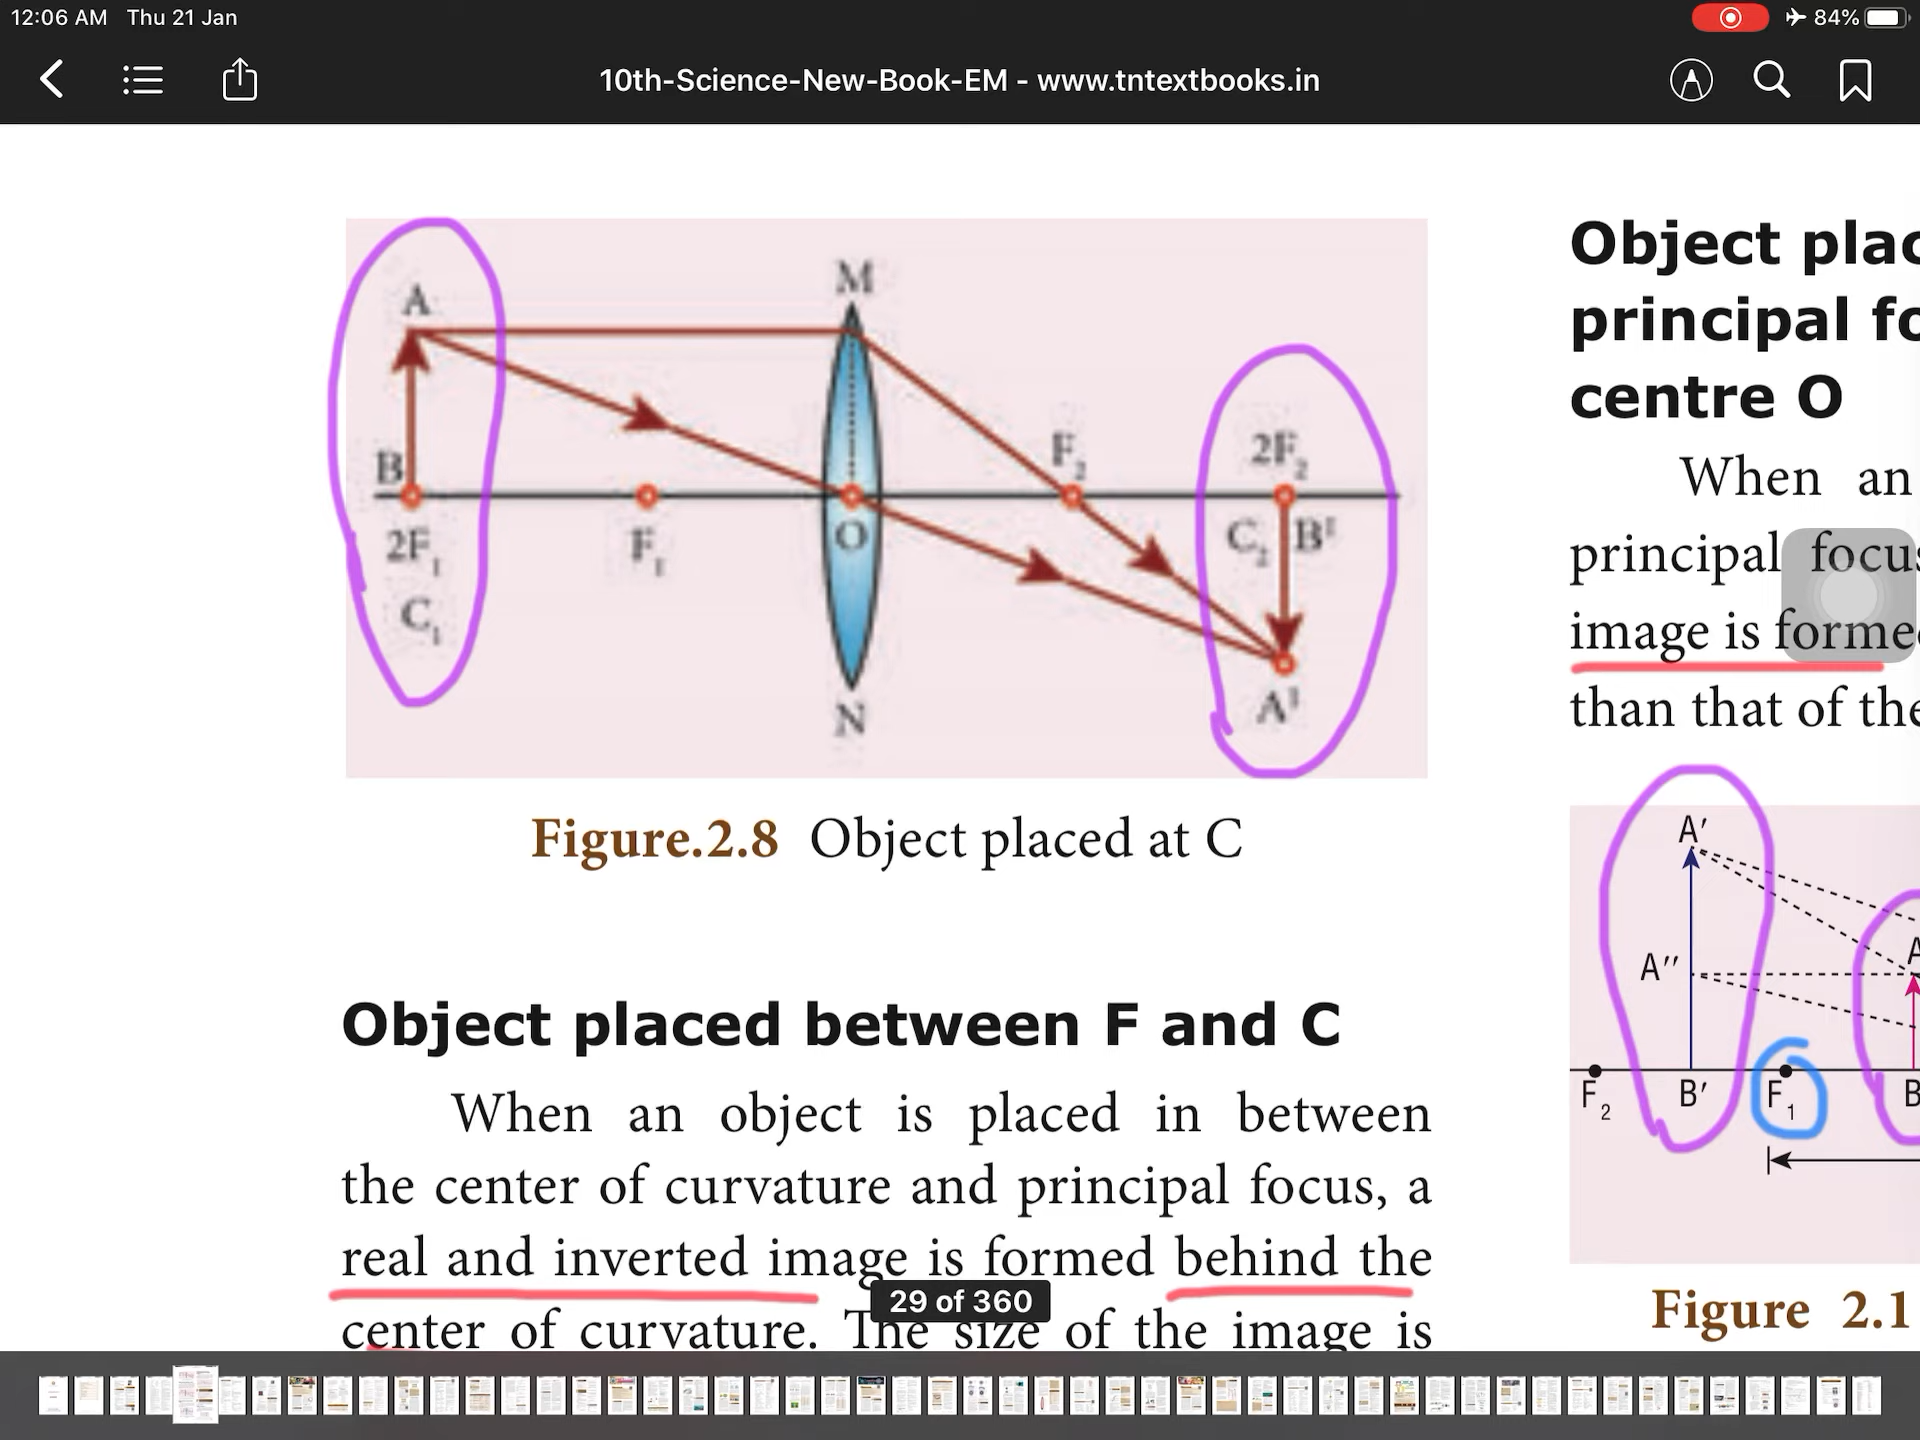 12:06 AM Thu 21 Jan
84%
10th-Science-New-Book-EM - www.tntextbooks.in
A
M
B
F₂
2F₂
2F₁
F₁
O
C₂
B¹
C₁
A¹
N
Figure.2.8 Object placed at C
Object placed between F and C
When an object is placed in between
the center of curvature and principal focus, a
real and inverted image is formed behind the
center of curvature. The size of the image is
29 of 360
Object plac
principal fo
centre O
When an
principal focus
image is forme
than that of the
A′
A
A′′
F₂
B′
F₁
B
Figure 2.1